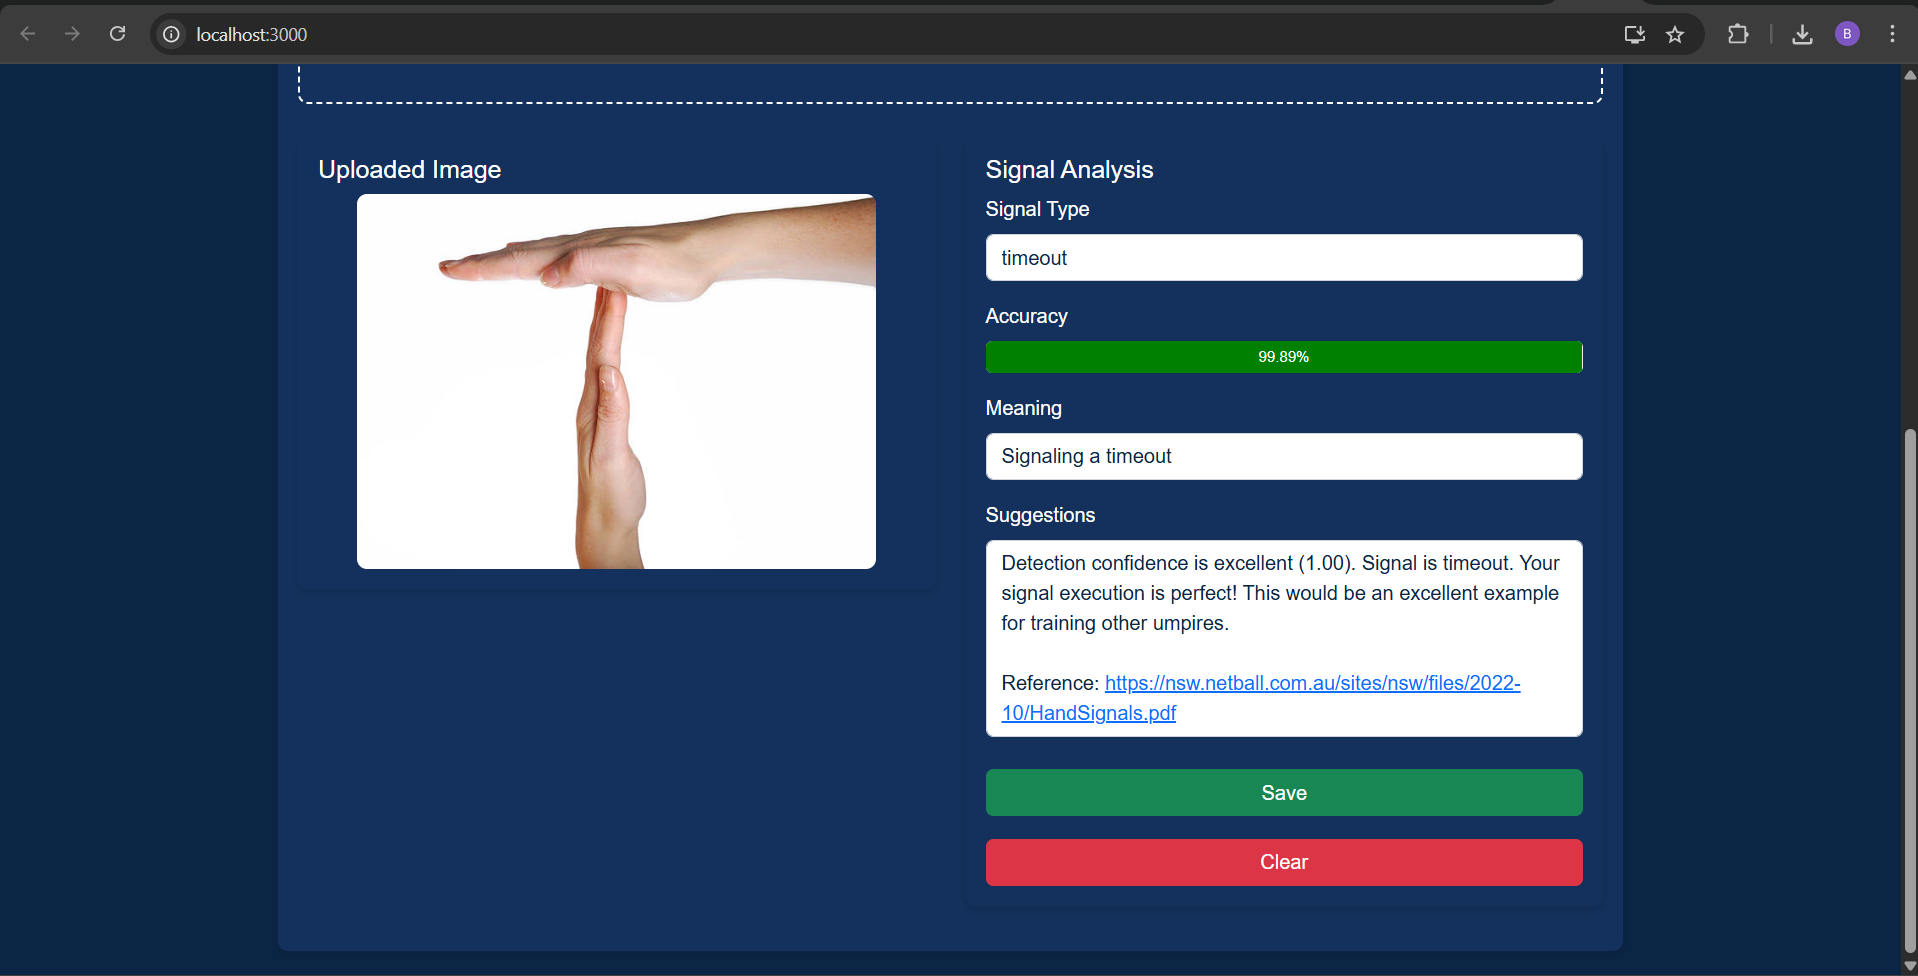 localhost:3000
B
Uploaded Image
Signal Analysis
Signal Type
timeout
Accuracy
99.89%
Meaning
Signaling a timeout
Suggestions
Detection confidence is excellent (1.00). Signal is timeout. Your
signal execution is perfect! This would be an excellent example
for training other umpires.
Reference: https://nsw.netball.com.au/sites/nsw/files/2022-
10/HandSignals.pdf
Save
Clear